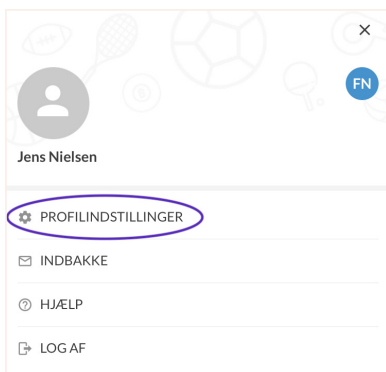 FN
Jens Nielsen
PROFILINDSTILLINGER
INDBAKKE
HJÆLP
LOG AF